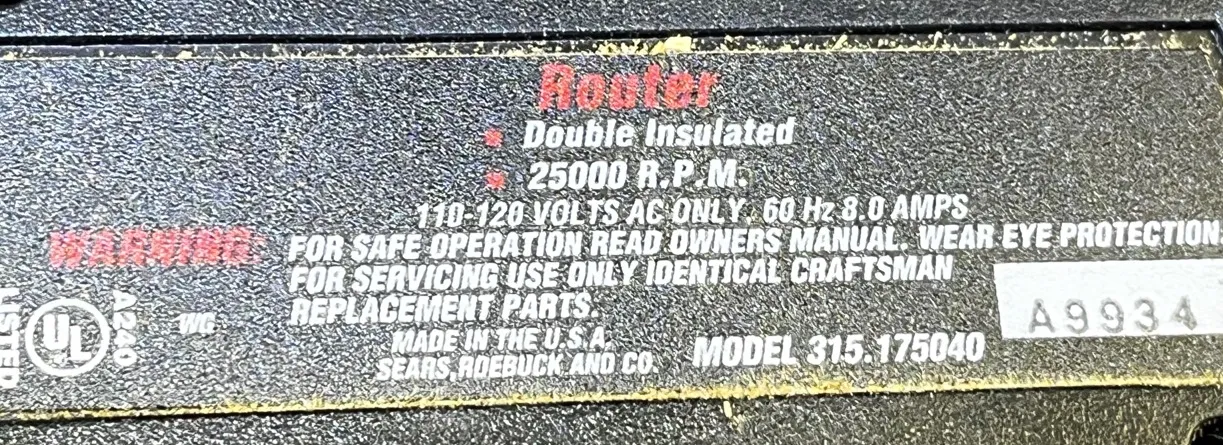 Router
Double Insulated
25000 R.P.M.
110-120 VOLTS AC ONLY, 60 Hz 8.0 AMPS
WARNING: FOR SAFE OPERATION READ OWNERS MANUAL. WEAR EYE PROTECTION
FOR SERVICING USE ONLY IDENTICAL CRAFTSMAN
REPLACEMENT PARTS.
MADE IN THE U.S.A.
SEARS, ROEBUCK AND CO.
MODEL 315.175040
A9934
LISTED
UL
A240
WG